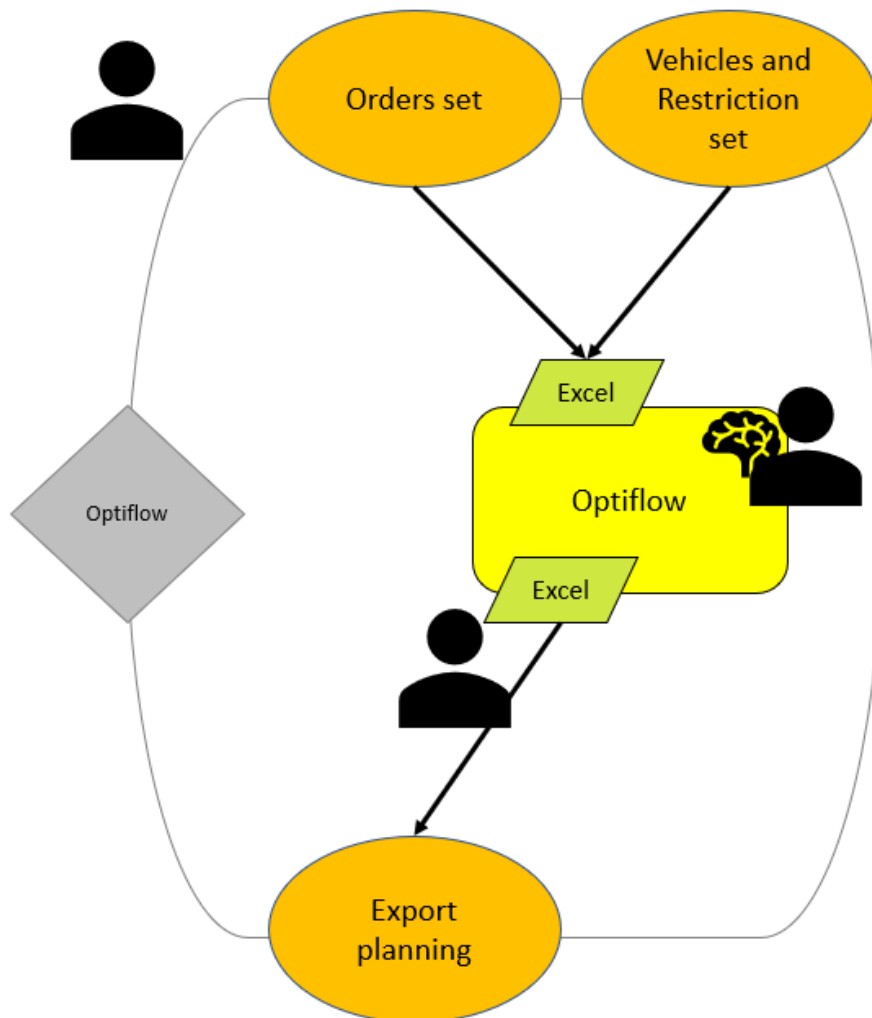 Orders set
Vehicles and
Restriction
set
Excel
Optiflow
Optiflow
Excel
Export
planning